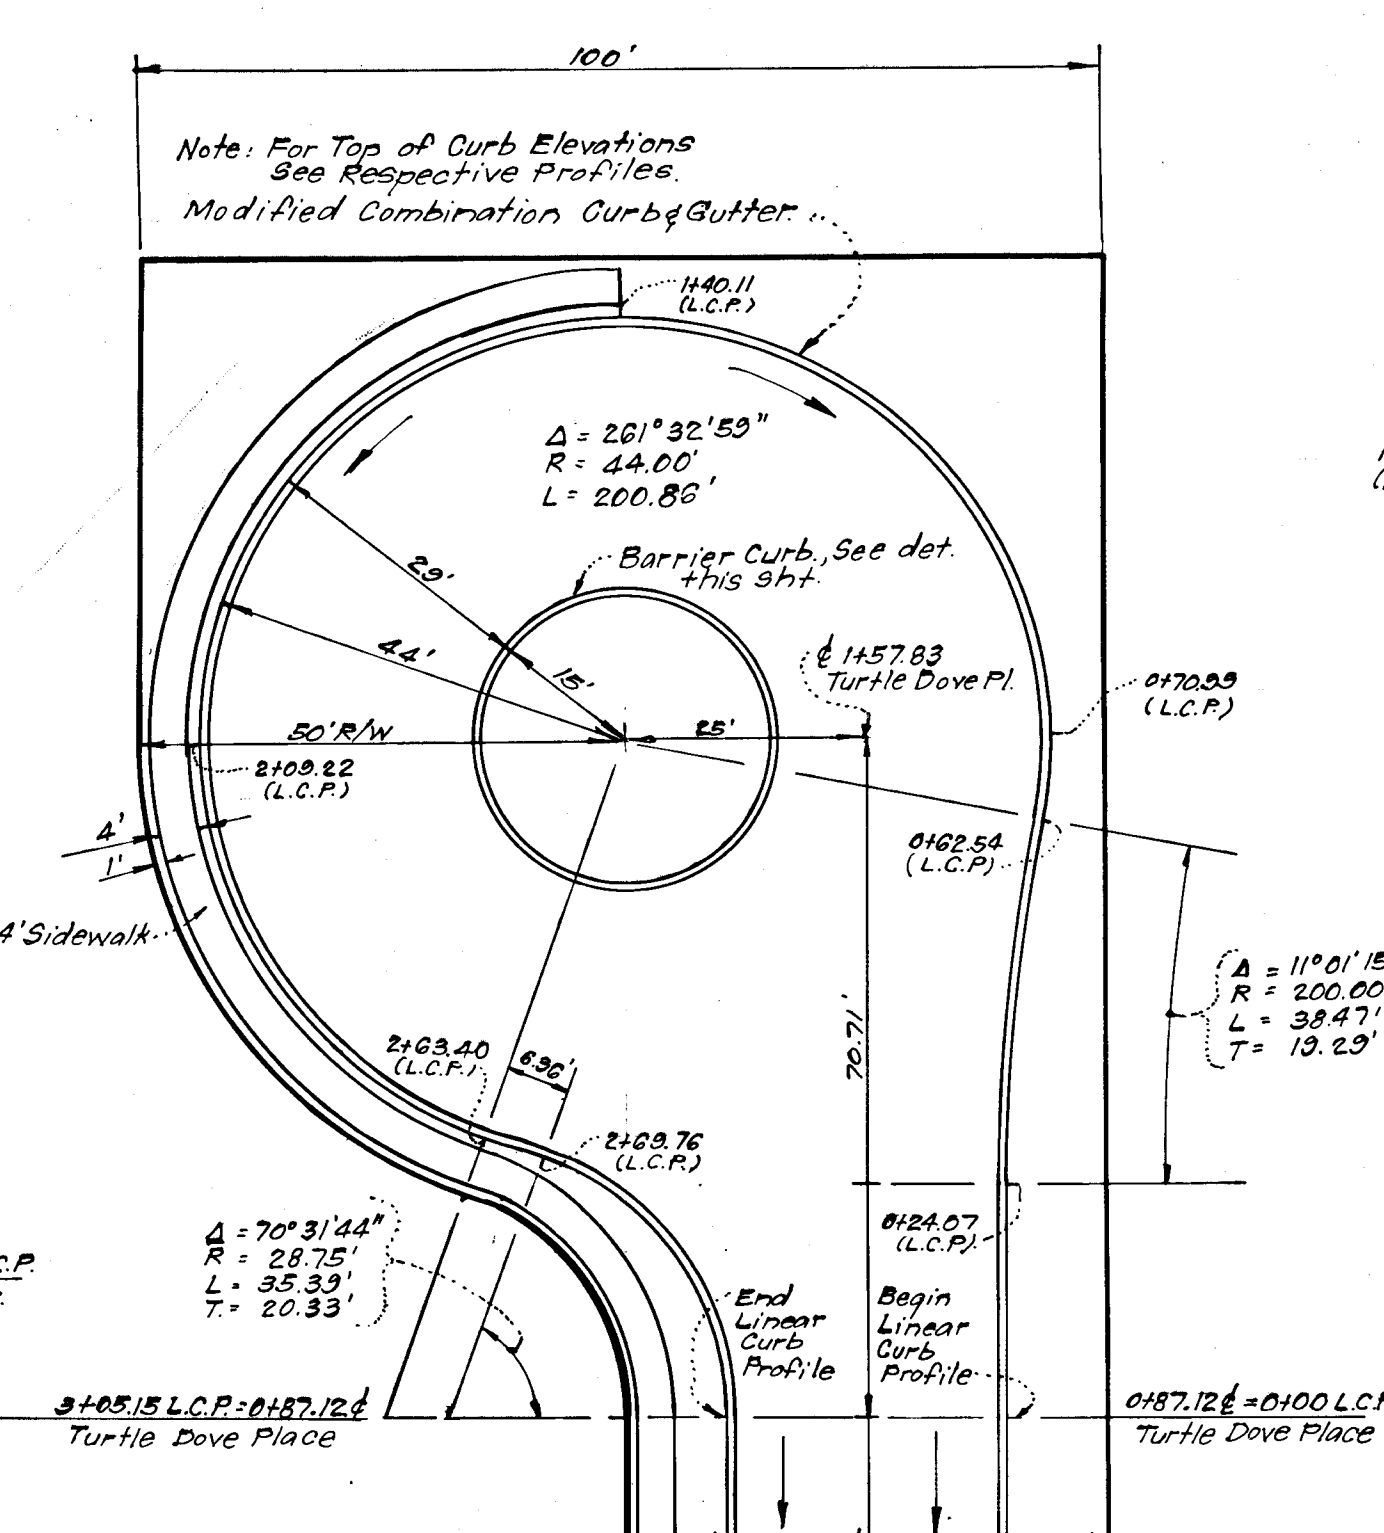 100'
Note: For Top of Curb Elevations
See Respective Profiles.
Modified Combination Curb & Gutter
1+40.11
(L.C.P.)
Δ = 261°32'59"
R = 44.00'
L = 200.86'
Barrier Curb., See det.
this sht.
29'
44'
15'
℄ 1+57.83
Turtle Dove Pl.
0+70.99
(L.C.P.)
50' R/W
25'
2+09.22
(L.C.P.)
4'
1'
0+62.54
(L.C.P)
4' Sidewalk
Δ = 11°01'15
R = 200.00
L = 38.47'
T = 19.29'
70.71'
2+63.40
(L.C.P.)
6.96'
2+69.76
(L.C.P.)
Δ = 70°31'44"
R = 28.75'
L = 35.39'
T = 20.33'
0+24.07
(L.C.P.)
C.P.
End
Linear
Curb
Profile
Begin
Linear
Curb
Profile
3+05.15 L.C.P. = 0+87.12 ℄
Turtle Dove Place
0+87.12 ℄ = 0+00 L.C.P
Turtle Dove Place